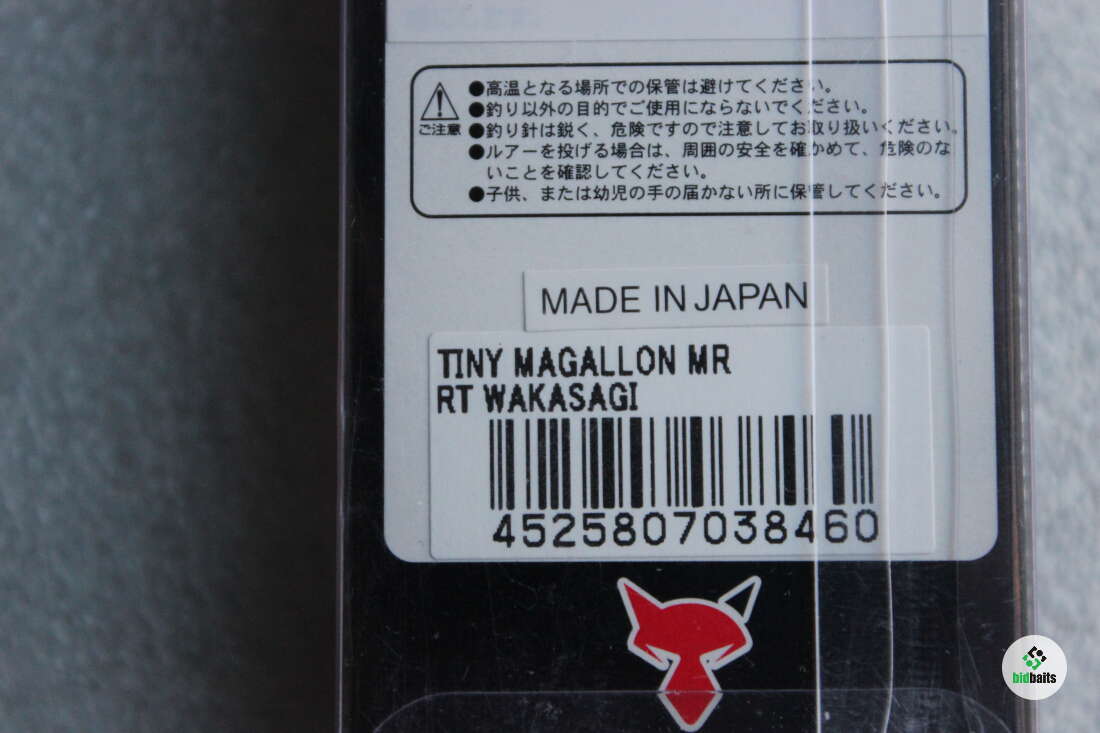 ●高温となる場所での保管は避けてください。
●釣り以外の目的でご使用にならないでください。
ご注意
●釣り針は鋭く、危険ですので注意してお取り扱いください。
●ルアーを投げる場合は、周囲の安全を確かめて、危険のな
いことを確認してください。
●子供、または幼児の手の届かない所に保管してください。
MADE IN JAPAN
TINY MAGALLON MR
RT WAKASAGI
4525807038460
bidbaits